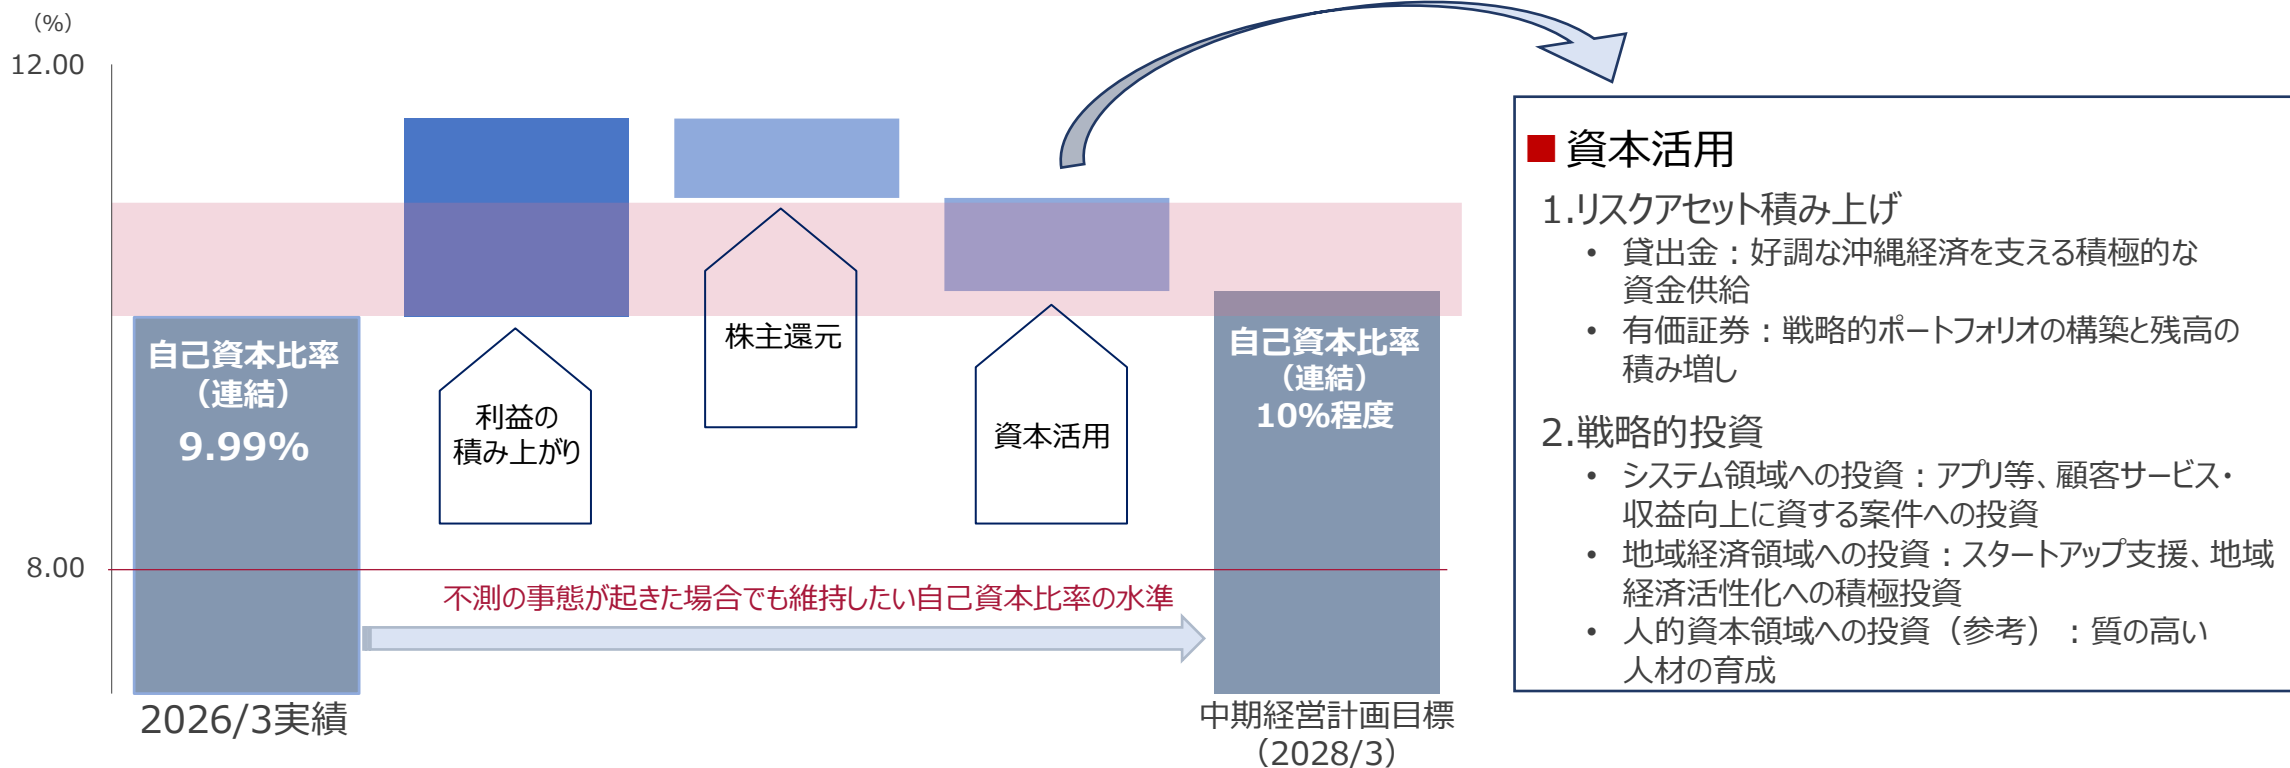 （%）
12.00
8.00
自己資本比率
（連結）
9.99%
利益の
積み上がり
株主還元
資本活用
自己資本比率
（連結）
10%程度
不測の事態が起きた場合でも維持したい自己資本比率の水準
2026/3実績
中期経営計画目標
（2028/3）
■ 資本活用
1.リスクアセット積み上げ
• 貸出金：好調な沖縄経済を支える積極的な
資金供給
• 有価証券：戦略的ポートフォリオの構築と残高の
積み増し
2.戦略的投資
• システム領域への投資：アプリ等、顧客サービス・
収益向上に資する案件への投資
• 地域経済領域への投資：スタートアップ支援、地域
経済活性化への積極投資
• 人的資本領域への投資（参考）：質の高い
人材の育成